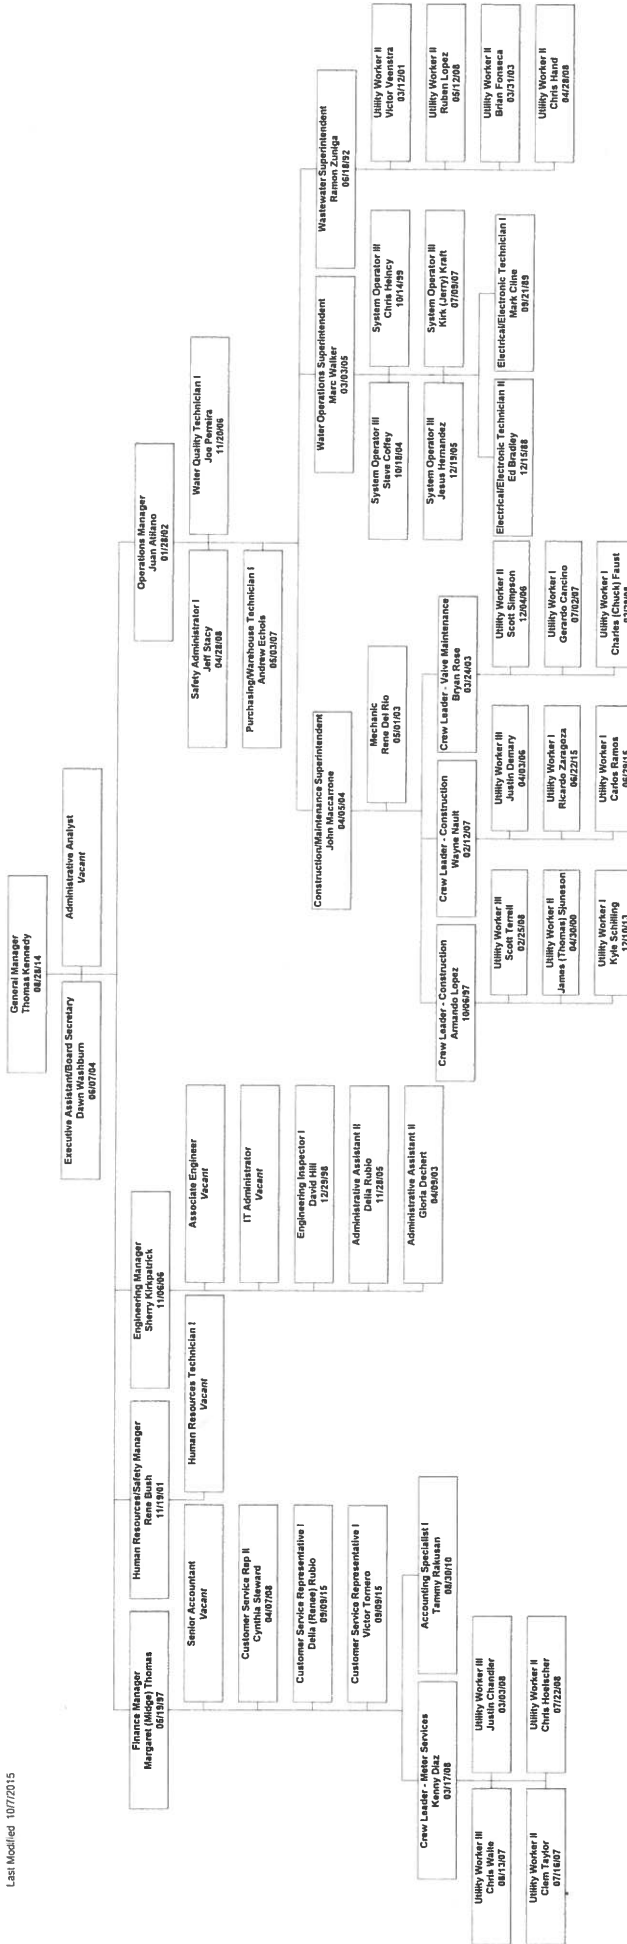 Last Modified 10/7/2015
General Manager
Thomas Kennedy
08/28/14
Executive Assistant/Board Secretary
Dawn Washburn
06/07/04
Administrative Analyst
Vacant
Finance Manager
Margaret (Midge) Thomas
05/19/97
Human Resources/Safety Manager
Rene Bush
11/19/01
Engineering Manager
Sherry Kirkpatrick
11/06/06
Operations Manager
Juan Atilano
01/28/02
Senior Accountant
Vacant
Customer Service Rep II
Cynthia Steward
04/07/08
Customer Service Representative I
Delia (Renee) Rubio
09/09/15
Customer Service Representative I
Victor Tornero
09/09/15
Crew Leader - Meter Services
Kenny Diaz
03/17/08
Accounting Specialist I
Tammy Rakusan
08/30/10
Utility Worker III
Chris Waite
08/13/07
Utility Worker III
Justin Chandler
03/03/08
Utility Worker II
Clem Taylor
07/16/07
Utility Worker II
Chris Hoelscher
07/22/08
Human Resources Technician I
Vacant
Associate Engineer
Vacant
IT Administrator
Vacant
Engineering Inspector I
David Hill
12/29/98
Administrative Assistant II
Delia Rubio
11/28/05
Administrative Assistant II
Gloria Dechert
04/09/03
Safety Administrator I
Jeff Stacy
04/28/08
Water Quality Technician I
Joe Perreira
11/20/06
Purchasing/Warehouse Technician I
Andrew Echols
05/03/07
Construction/Maintenance Superintendent
John Maccarrone
04/05/04
Water Operations Superintendent
Marc Walker
03/03/05
Wastewater Superintendent
Ramon Zuniga
06/18/92
Mechanic
Rene Del Rio
05/01/03
Crew Leader - Construction
Armando Lopez
10/06/97
Crew Leader - Construction
Wayne Nault
02/12/07
Crew Leader - Valve Maintenance
Bryan Rose
03/24/03
Utility Worker III
Scott Terrell
02/25/08
Utility Worker II
James (Thomas) Sjuneson
04/30/00
Utility Worker I
Kyle Schilling
12/10/13
Utility Worker III
Justin Demary
04/03/06
Utility Worker I
Ricardo Zaragoza
06/22/15
Utility Worker I
Carlos Ramos
Utility Worker II
Scott Simpson
12/04/06
Utility Worker I
Gerardo Cancino
07/02/07
Utility Worker I
Charles (Chuck) Faust
System Operator III
Steve Coffey
10/18/04
System Operator III
Chris Heincy
10/14/99
System Operator III
Jesus Hernandez
12/19/05
System Operator III
Kirk (Jerry) Kraft
07/09/07
Electrical/Electronic Technician II
Ed Bradley
12/15/88
Electrical/Electronic Technician I
Mark Cline
09/21/89
Utility Worker II
Victor Veenstra
03/12/01
Utility Worker II
Ruben Lopez
05/12/08
Utility Worker II
Brian Fonseca
03/31/03
Utility Worker II
Chris Hand
04/28/08